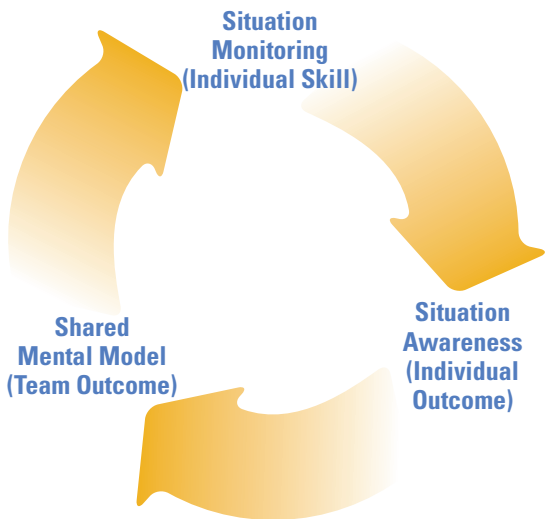 Situation
Monitoring
(Individual Skill)
Situation
Awareness
(Individual
Outcome)
Shared
Mental Model
(Team Outcome)